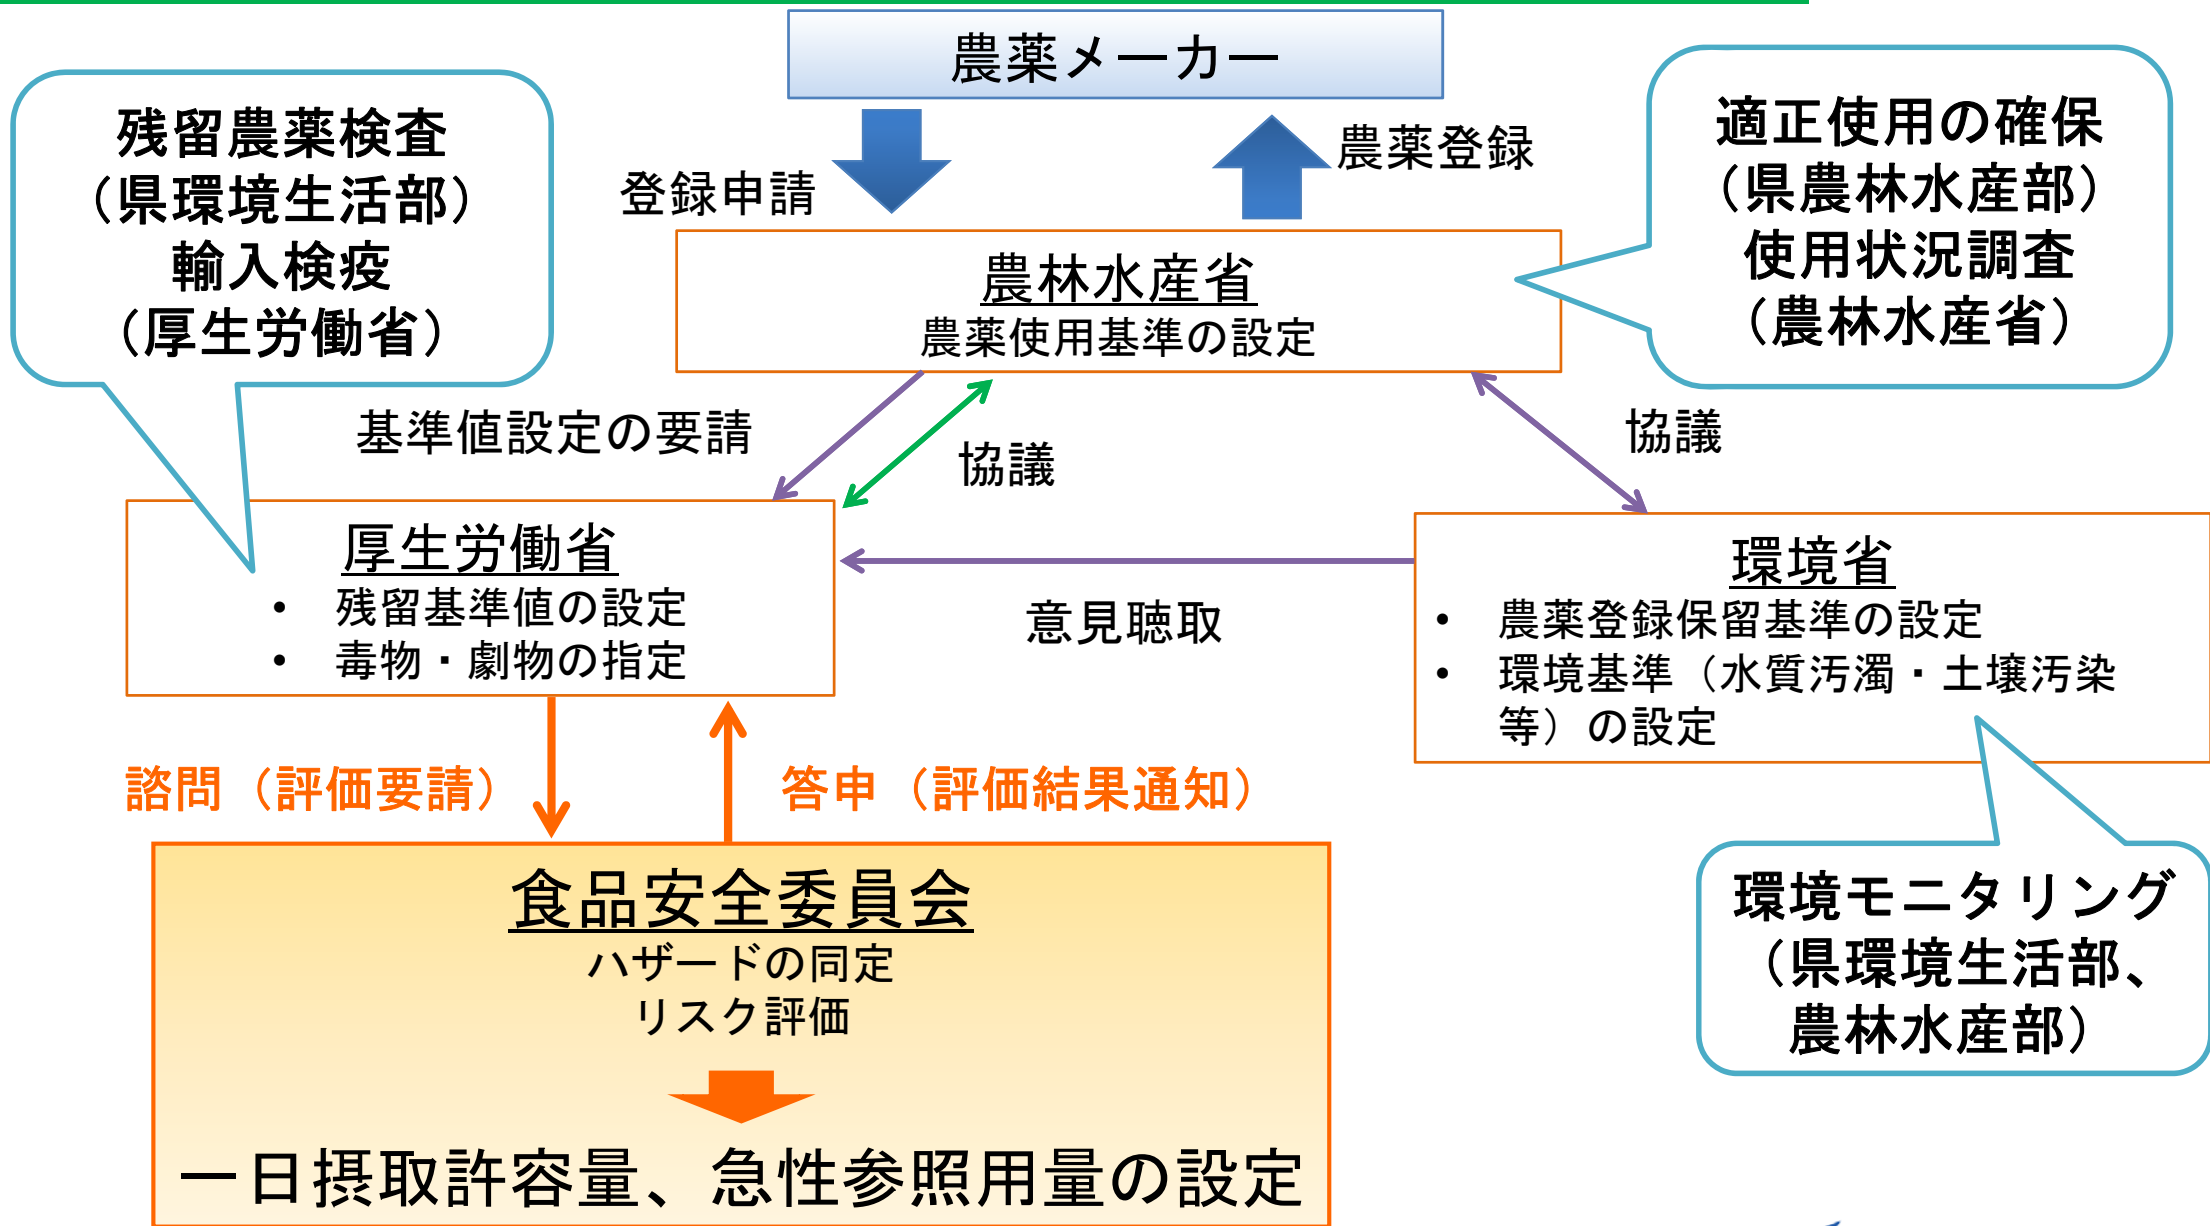 農薬メーカー
残留農薬検査
（県環境生活部）
輸入検疫
（厚生労働省）
適正使用の確保
（県農林水産部）
使用状況調査
（農林水産省）
登録申請
農薬登録
農林水産省
農薬使用基準の設定
基準値設定の要請
協議
協議
厚生労働省
• 残留基準値の設定
• 毒物・劇物の指定
意見聴取
環境省
• 農薬登録保留基準の設定
• 環境基準（水質汚濁・土壌汚染
等）の設定
諮問（評価要請）
答申（評価結果通知）
食品安全委員会
ハザードの同定
リスク評価
一日摂取許容量、急性参照用量の設定
環境モニタリング
（県環境生活部、
農林水産部）